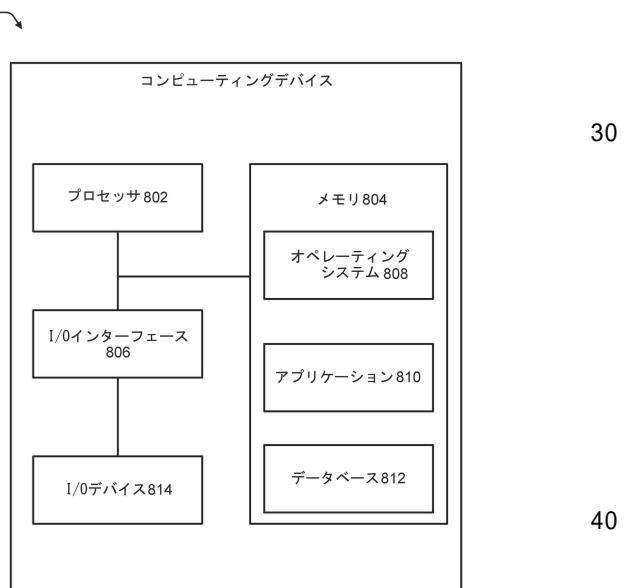 コンピューティングデバイス
30
プロセッサ802
メモリ804
オペレーティング
システム808
I/Oインターフェース
806
アプリケーション810
I/Oデバイス814
データベース812
40